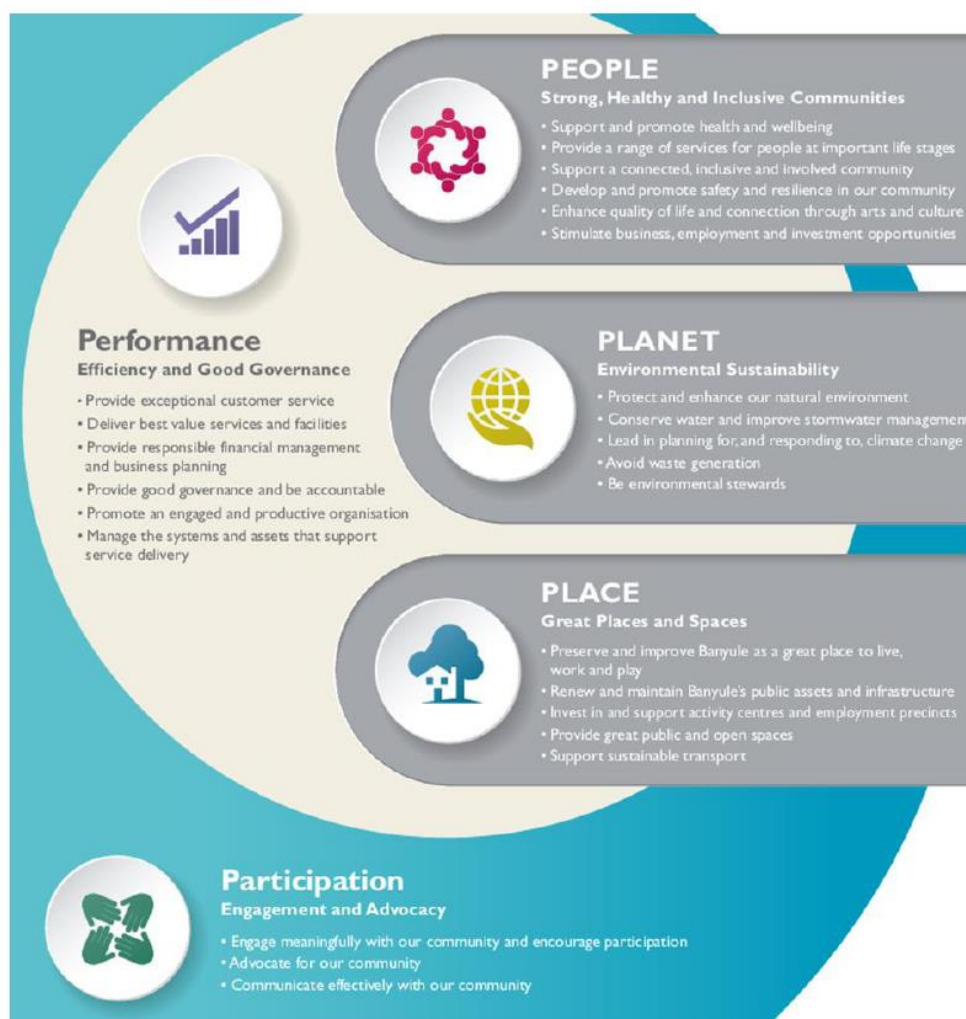 PEOPLE
Strong, Healthy and Inclusive Communities
• Support and promote health and wellbeing
• Provide a range of services for people at important life stages
• Support a connected, inclusive and involved community
• Develop and promote safety and resilience in our community
• Enhance quality of life and connection through arts and culture
• Stimulate business, employment and investment opportunities
Performance
Efficiency and Good Governance
• Provide exceptional customer service
• Deliver best value services and facilities
• Provide responsible financial management
and business planning
• Provide good governance and be accountable
• Promote an engaged and productive organisation
• Manage the systems and assets that support
service delivery
PLANET
Environmental Sustainability
• Protect and enhance our natural environment
• Conserve water and improve stormwater management
• Lead in planning for, and responding to, climate change
• Avoid waste generation
• Be environmental stewards
PLACE
Great Places and Spaces
• Preserve and improve Banyule as a great place to live,
work and play
• Renew and maintain Banyule's public assets and infrastructure
• Invest in and support activity centres and employment precincts
• Provide great public and open spaces
• Support sustainable transport
Participation
Engagement and Advocacy
• Engage meaningfully with our community and encourage participation
• Advocate for our community
• Communicate effectively with our community